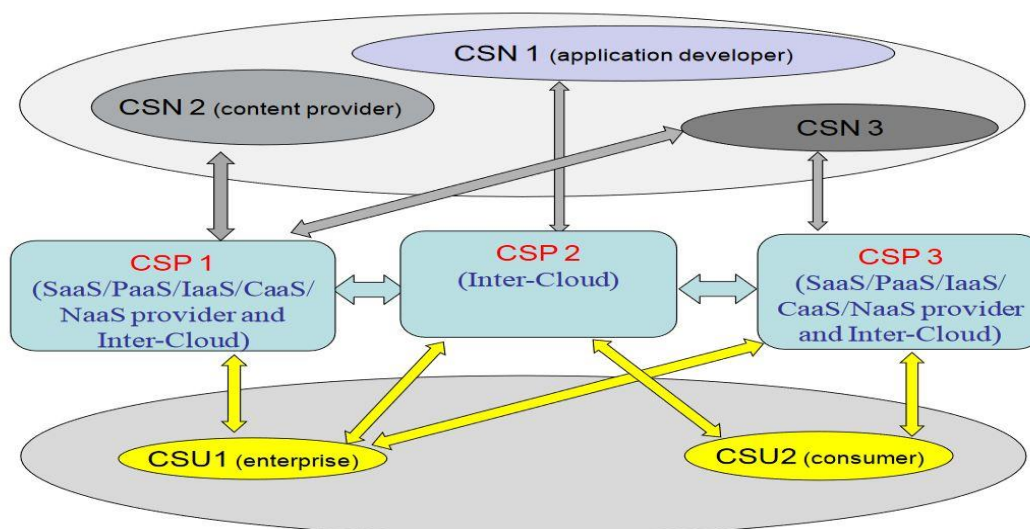 CSN 1 (application developer)
CSN 2 (content provider)
CSN 3
CSP 1
(SaaS/PaaS/IaaS/CaaS/
NaaS provider and
Inter-Cloud)
CSP 2
(Inter-Cloud)
CSP 3
(SaaS/PaaS/IaaS/
CaaS/NaaS provider
and Inter-Cloud)
CSU1 (enterprise)
CSU2 (consumer)